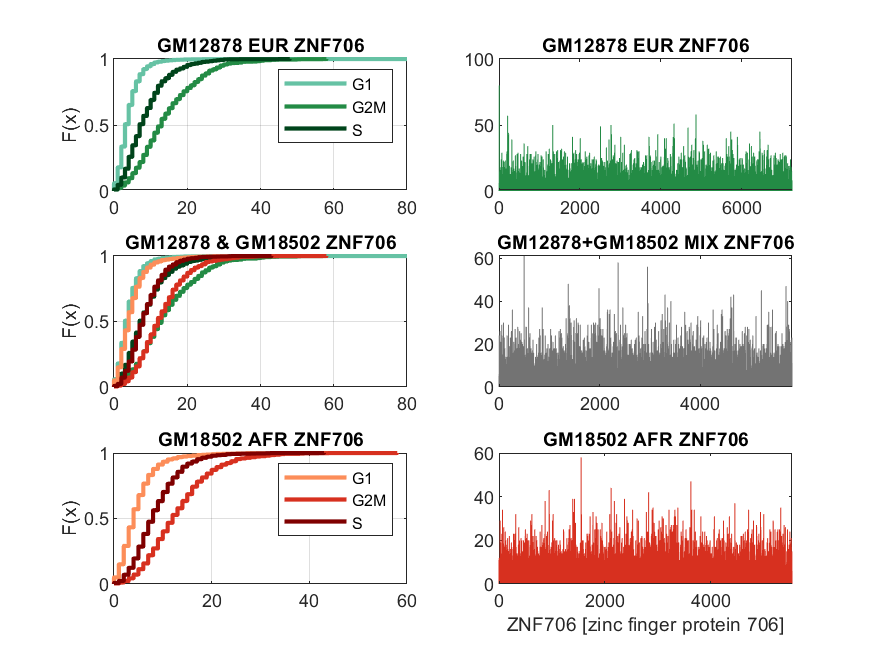 GM12878 EUR ZNF706
1
0.5
0
F(x)
0 20 40 60 80
G1
G2M
S
GM12878 EUR ZNF706
100
50
0
0 2000 4000 6000
GM12878 & GM18502 ZNF706
1
0.5
0
F(x)
0 20 40 60 80
GM12878+GM18502 MIX ZNF706
60
40
20
0
0 2000 4000
GM18502 AFR ZNF706
1
0.5
0
F(x)
0 20 40 60
G1
G2M
S
GM18502 AFR ZNF706
60
40
20
0
0 2000 4000
ZNF706 [zinc finger protein 706]